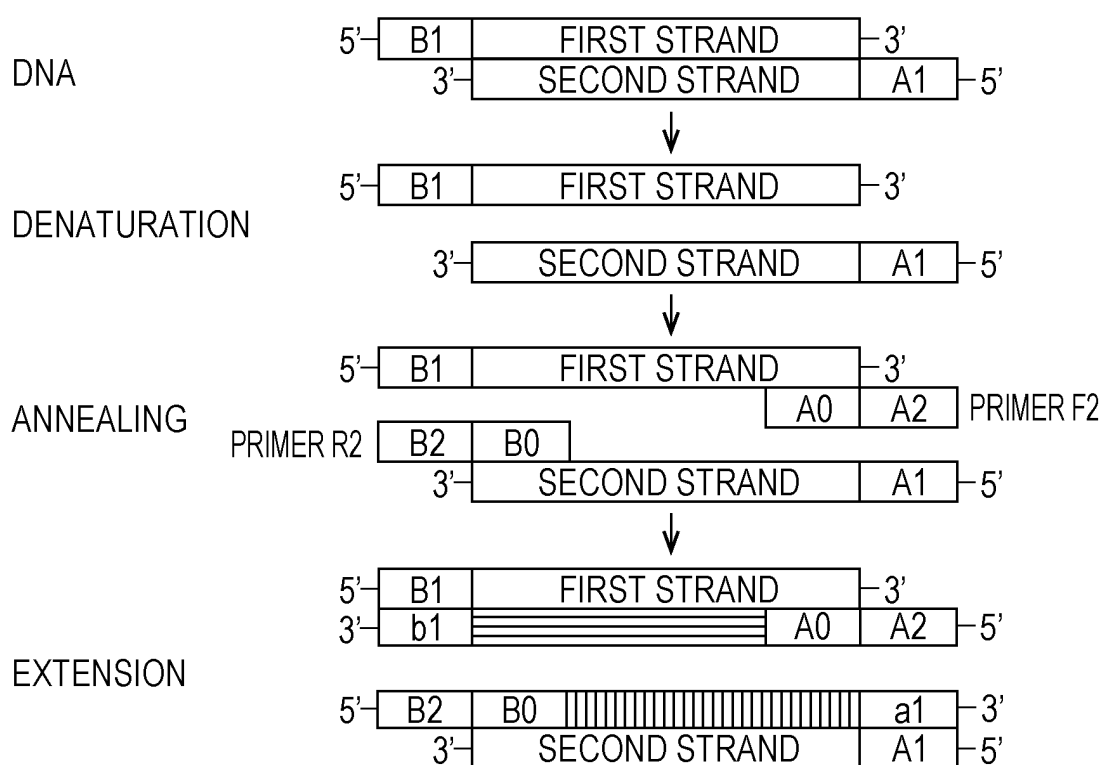 5’ B1 FIRST STRAND 3’
DNA
3’ SECOND STRAND A1 5’
5’ B1 FIRST STRAND 3’
DENATURATION
3’ SECOND STRAND A1 5’
5’ B1 FIRST STRAND 3’
A0 A2 PRIMER F2
ANNEALING
PRIMER R2 B2 B0
3’ SECOND STRAND A1 5’
5’ B1 FIRST STRAND 3’
3’ b1 A0 A2 5’
EXTENSION
5’ B2 B0 a1 3’
3’ SECOND STRAND A1 5’